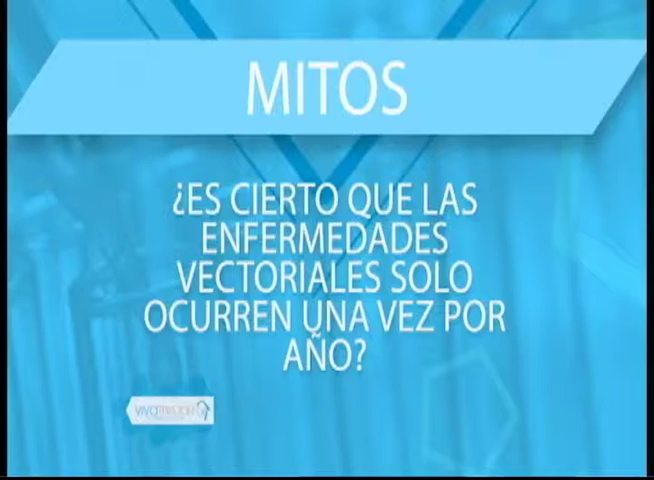 MITOS
¿ES CIERTO QUE LAS
ENFERMEDADES
VECTORIALES SOLO
OCURREN UNA VEZ POR
AÑO?